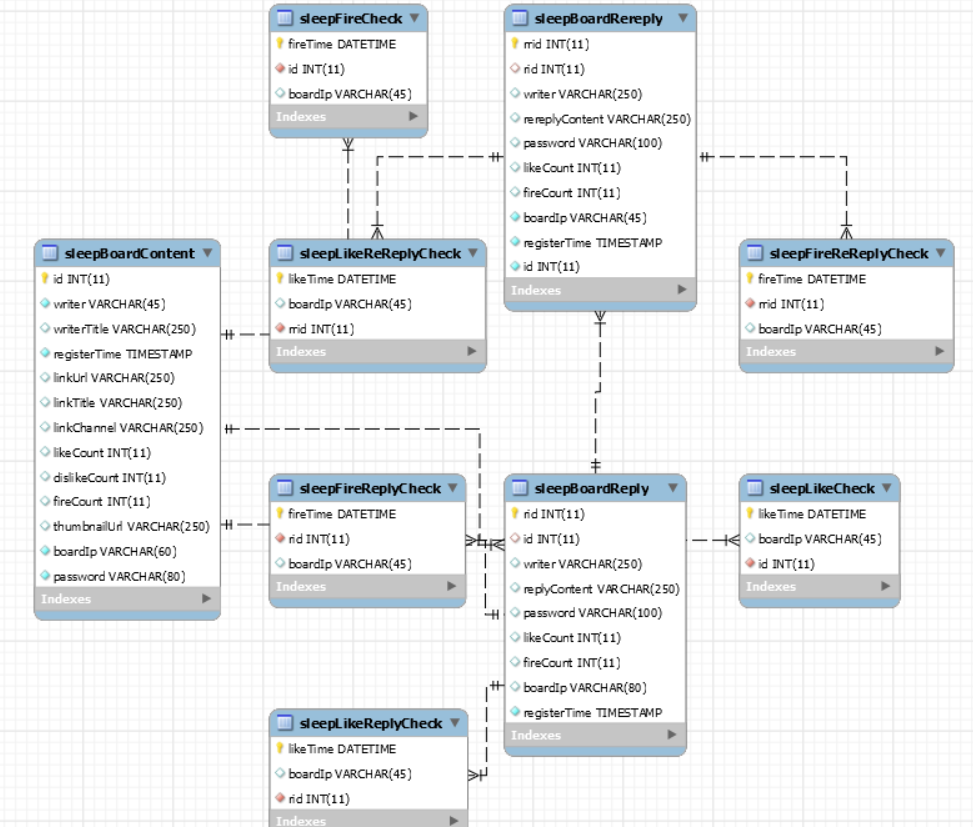 sleepFireCheck
fireTime DATETIME
id INT(11)
boardIp VARCHAR(45)
Indexes
sleepBoardRereply
rrid INT(11)
rid INT(11)
writer VARCHAR(250)
rereplyContent VARCHAR(250)
password VARCHAR(100)
likeCount INT(11)
fireCount INT(11)
boardIp VARCHAR(45)
registerTime TIMESTAMP
id INT(11)
Indexes
sleepBoardContent
id INT(11)
writer VARCHAR(45)
writerTitle VARCHAR(250)
registerTime TIMESTAMP
linkUrl VARCHAR(250)
linkTitle VARCHAR(250)
linkChannel VARCHAR(250)
likeCount INT(11)
dislikeCount INT(11)
fireCount INT(11)
thumbnailUrl VARCHAR(250)
boardIp VARCHAR(60)
password VARCHAR(80)
Indexes
sleepLikeReReplyCheck
likeTime DATETIME
boardIp VARCHAR(45)
rrid INT(11)
Indexes
sleepFireReReplyCheck
fireTime DATETIME
rrid INT(11)
boardIp VARCHAR(45)
Indexes
sleepFireReplyCheck
fireTime DATETIME
rid INT(11)
boardIp VARCHAR(45)
Indexes
sleepBoardReply
rid INT(11)
id INT(11)
writer VARCHAR(250)
replyContent VARCHAR(250)
password VARCHAR(100)
likeCount INT(11)
fireCount INT(11)
boardIp VARCHAR(80)
registerTime TIMESTAMP
Indexes
sleepLikeCheck
likeTime DATETIME
boardIp VARCHAR(45)
id INT(11)
Indexes
sleepLikeReplyCheck
likeTime DATETIME
boardIp VARCHAR(45)
rid INT(11)
Indexes